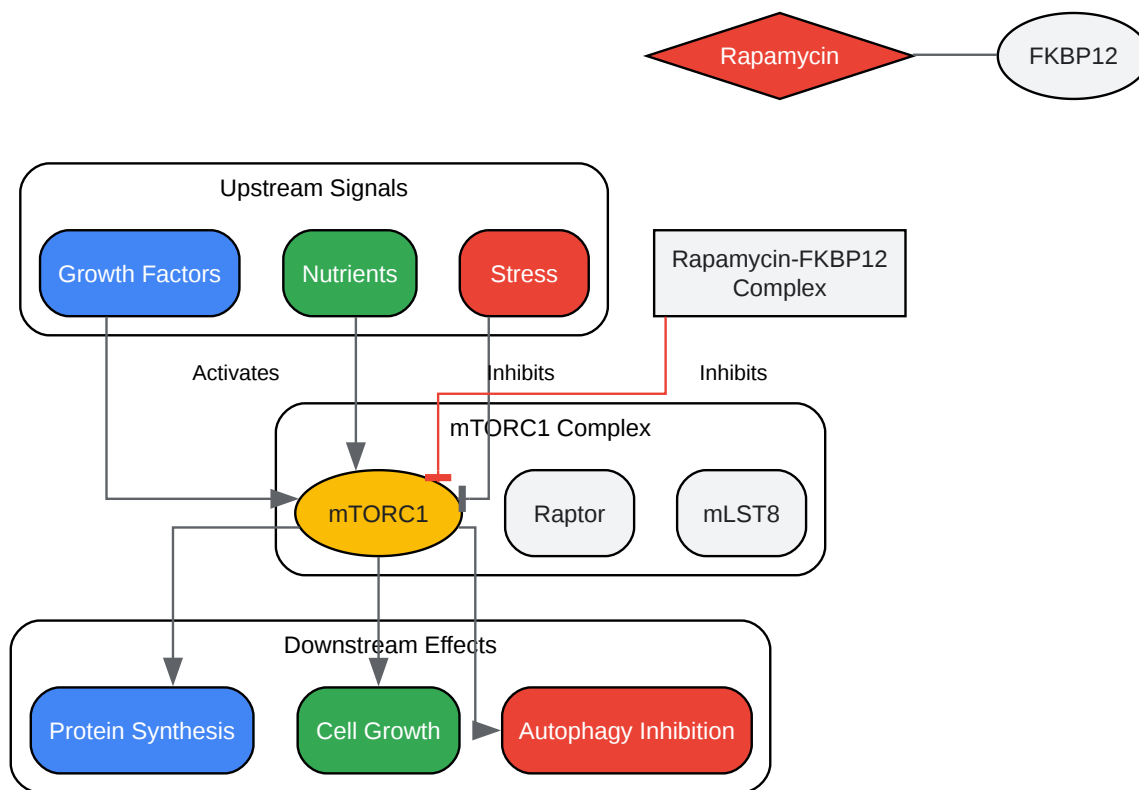 Rapamycin
FKBP12
Upstream Signals
Growth Factors
Nutrients
Stress
Rapamycin-FKBP12
Complex
Activates
Inhibits
Inhibits
mTORC1 Complex
mTORC1
Raptor
mLST8
Downstream Effects
Protein Synthesis
Cell Growth
Autophagy Inhibition